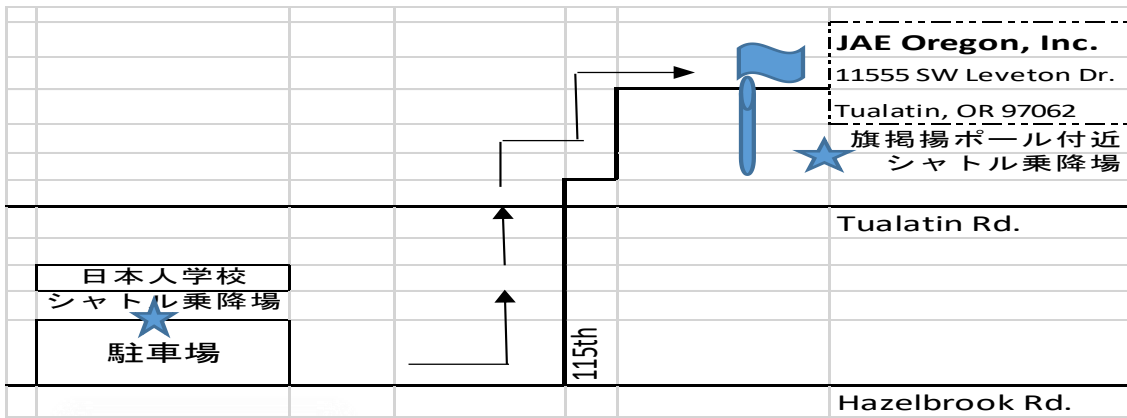 JAE Oregon, Inc.
11555 SW Leveton Dr.
Tualatin, OR 97062
旗掲揚ポール付近
シャトル乗降場
Tualatin Rd.
日本人学校
シャトル乗降場
駐車場
115th
Hazelbrook Rd.